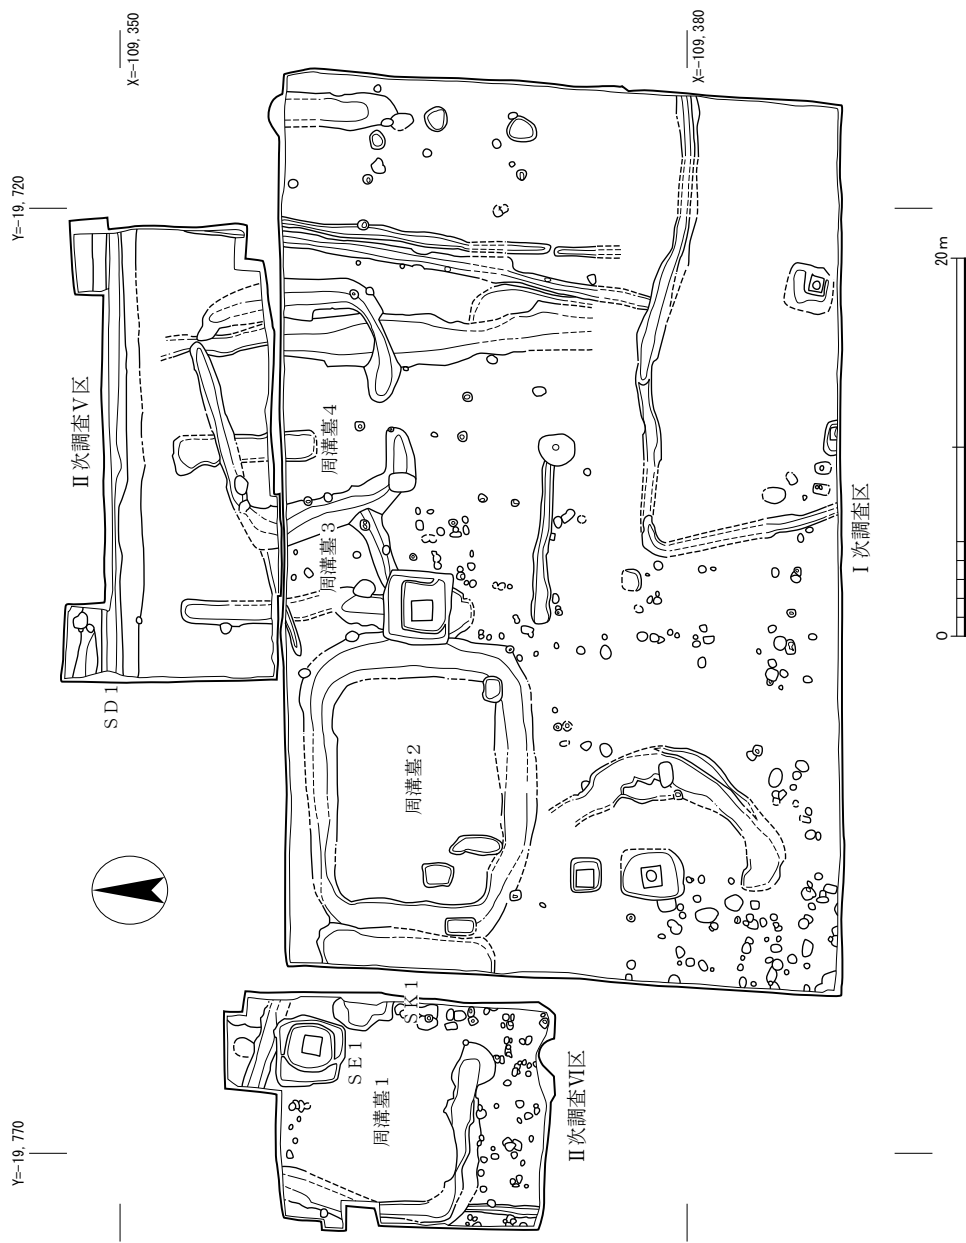 X=-109, 350
X=-109, 380
Y=-19, 720
Y=-19, 770
Ⅱ次調査Ⅴ区
SD1
周溝墓4
周溝墓3
周溝墓2
Ⅰ次調査区
SK1
SE1
周溝墓1
Ⅱ次調査Ⅵ区
0
20m